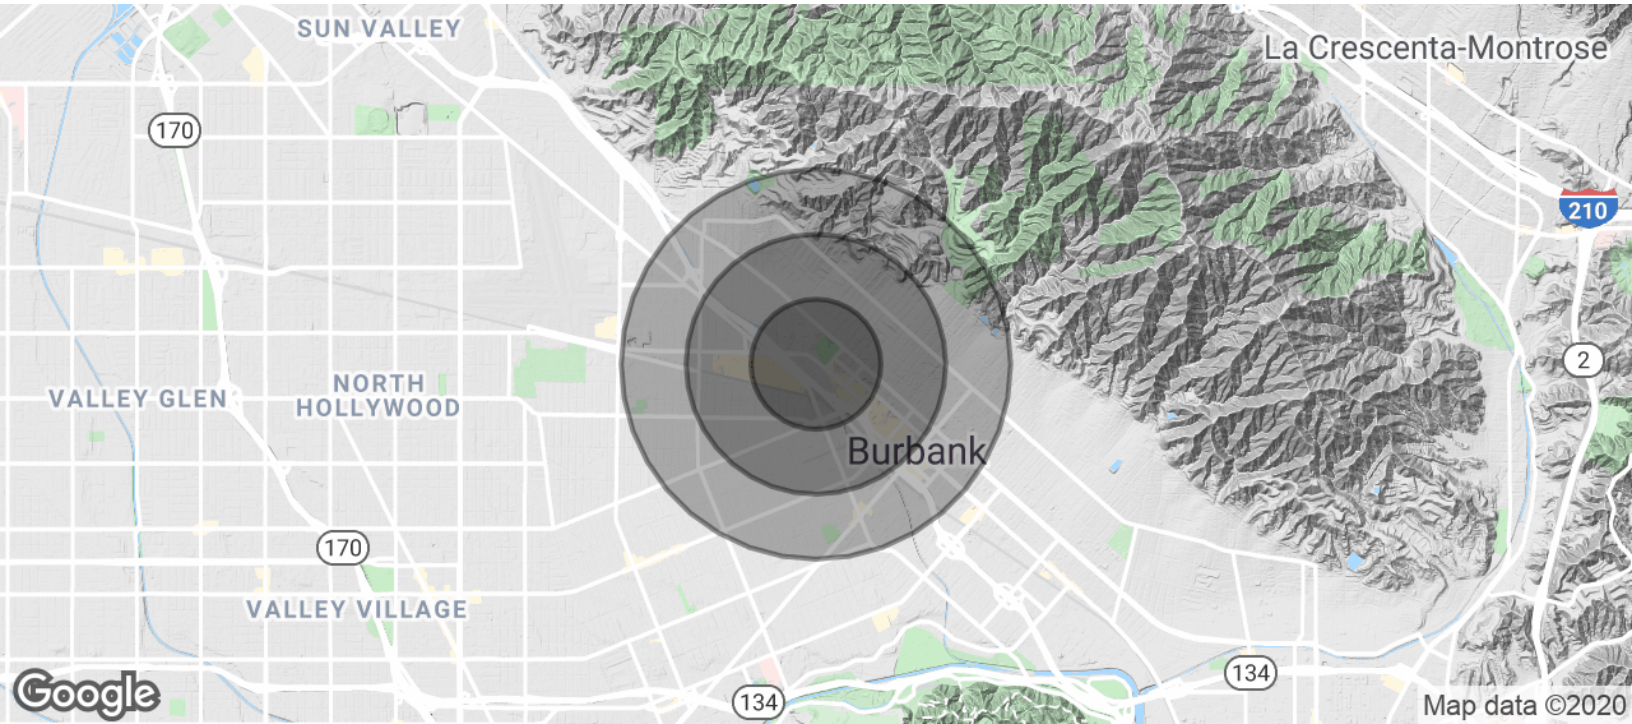 SUN VALLEY
La Crescenta-Montrose
170
210
2
NORTH
HOLLYWOOD
VALLEY GLEN
Burbank
170
VALLEY VILLAGE
134
134
Google
Map data ©2020